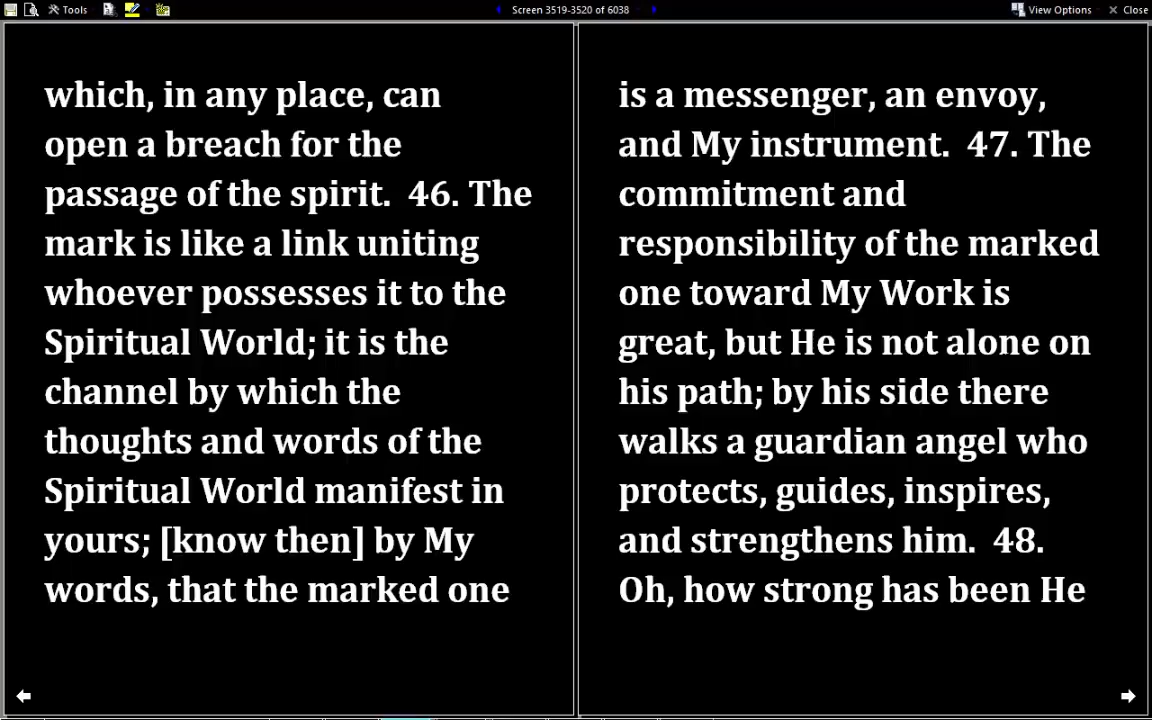 Tools
Screen 3519-3520 of 6038
View Options
Close
which, in any place, can
open a breach for the
passage of the spirit.  46. The
mark is like a link uniting
whoever possesses it to the
Spiritual World; it is the
channel by which the
thoughts and words of the
Spiritual World manifest in
yours; [know then] by My
words, that the marked one
is a messenger, an envoy,
and My instrument.  47. The
commitment and
responsibility of the marked
one toward My Work is
great, but He is not alone on
his path; by his side there
walks a guardian angel who
protects, guides, inspires,
and strengthens him.  48.
Oh, how strong has been He